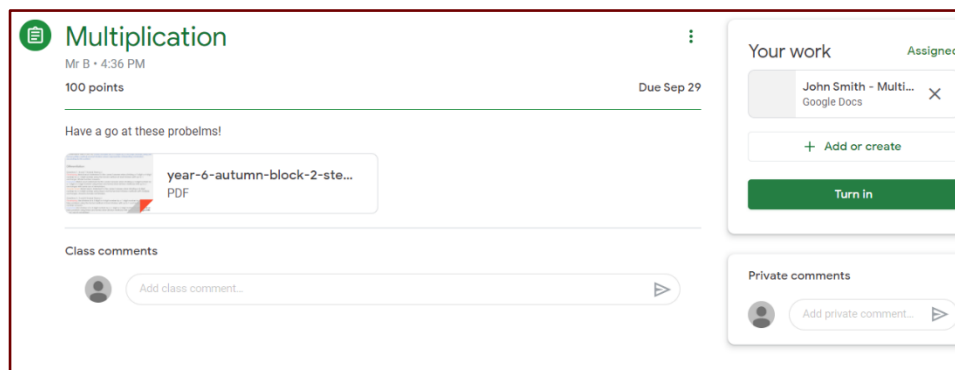 Multiplication
Mr B • 4:36 PM
100 points
Due Sep 29
Have a go at these probelms!
year-6-autumn-block-2-ste...
PDF
Class comments
Add class comment...
Your work
Assigned
John Smith - Multi...
Google Docs
+ Add or create
Turn in
Private comments
Add private comment...